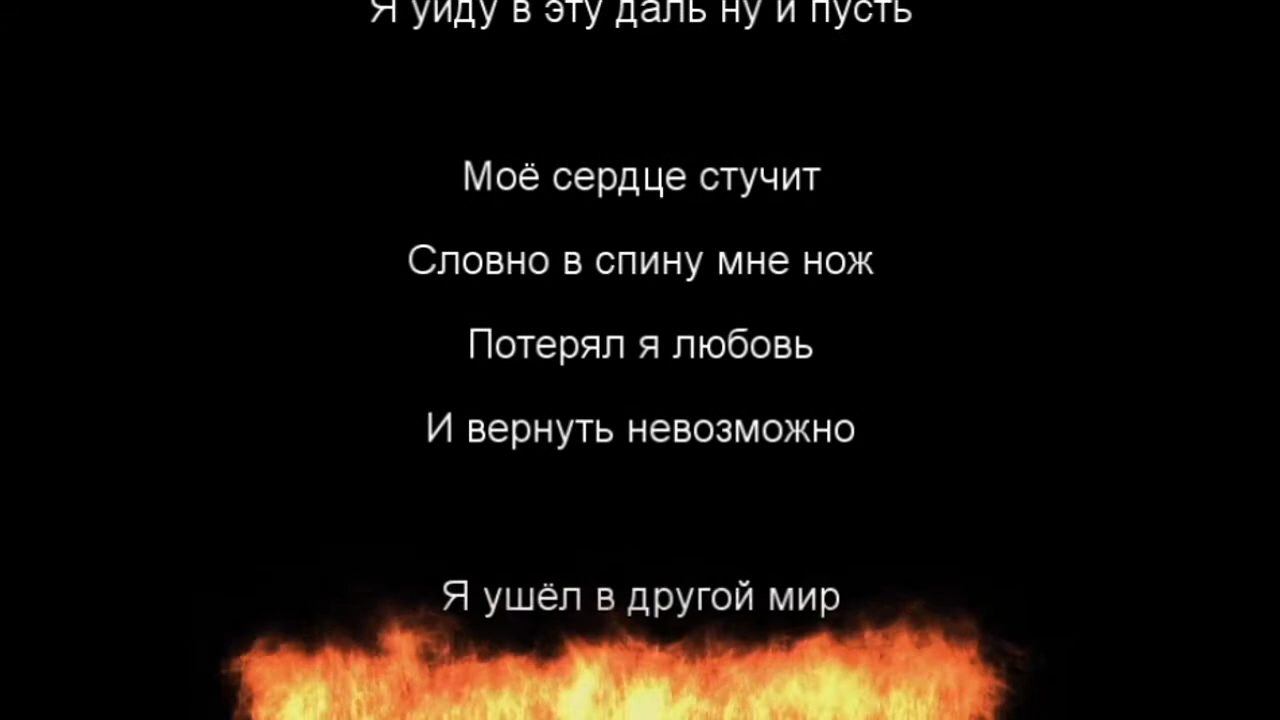 Я уйду в эту даль ну и пусть
Моё сердце стучит
Словно в спину мне нож
Потерял я любовь
И вернуть невозможно
Я ушёл в другой мир